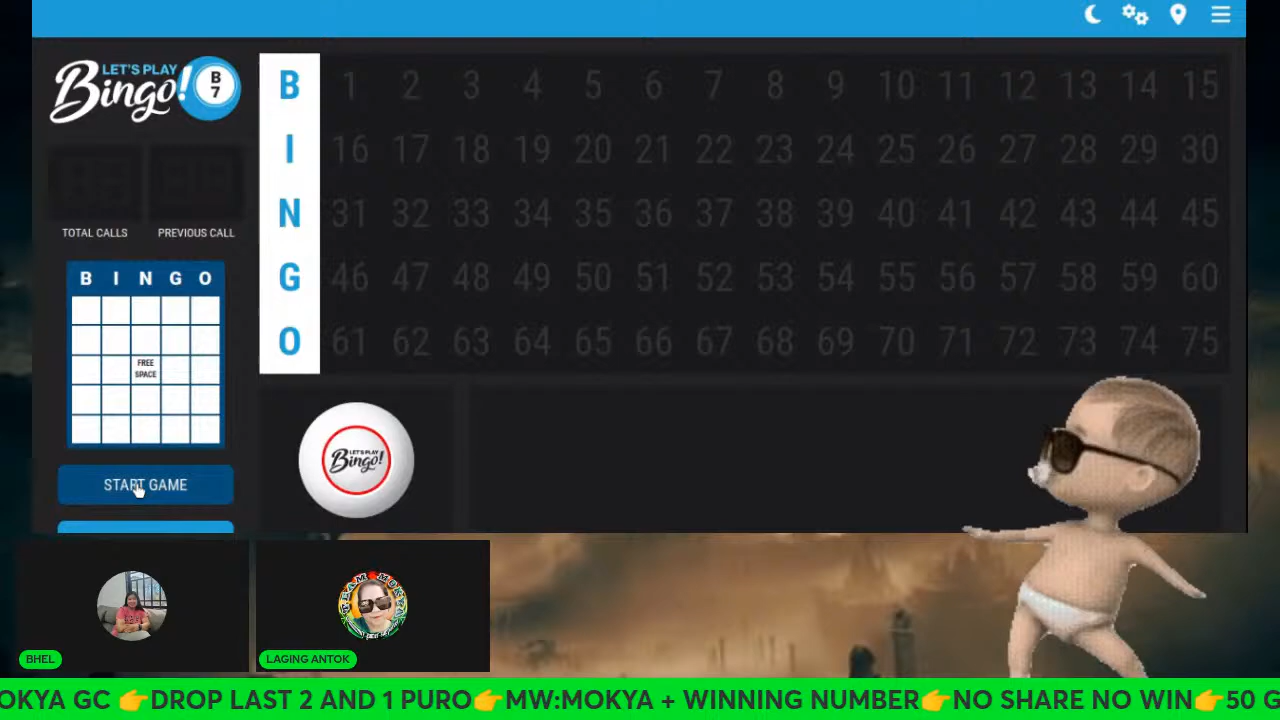 LET'S PLAY
Bingo!
B
7
TOTAL CALLS
PREVIOUS CALL
B I N G O
FREE
SPACE
START GAME
B 1 2 3 4 5 6 7 8 9 10 11 12 13 14 15
I 16 17 18 19 20 21 22 23 24 25 26 27 28 29 30
N 31 32 33 34 35 36 37 38 39 40 41 42 43 44 45
G 46 47 48 49 50 51 52 53 54 55 56 57 58 59 60
O 61 62 63 64 65 66 67 68 69 70 71 72 73 74 75
LET'S PLAY
Bingo!
TEAM MOKYA
BHEL
LAGING ANTOK
OKYA GC 👉DROP LAST 2 AND 1 PURO👉MW:MOKYA + WINNING NUMBER👉NO SHARE NO WIN👉50 G